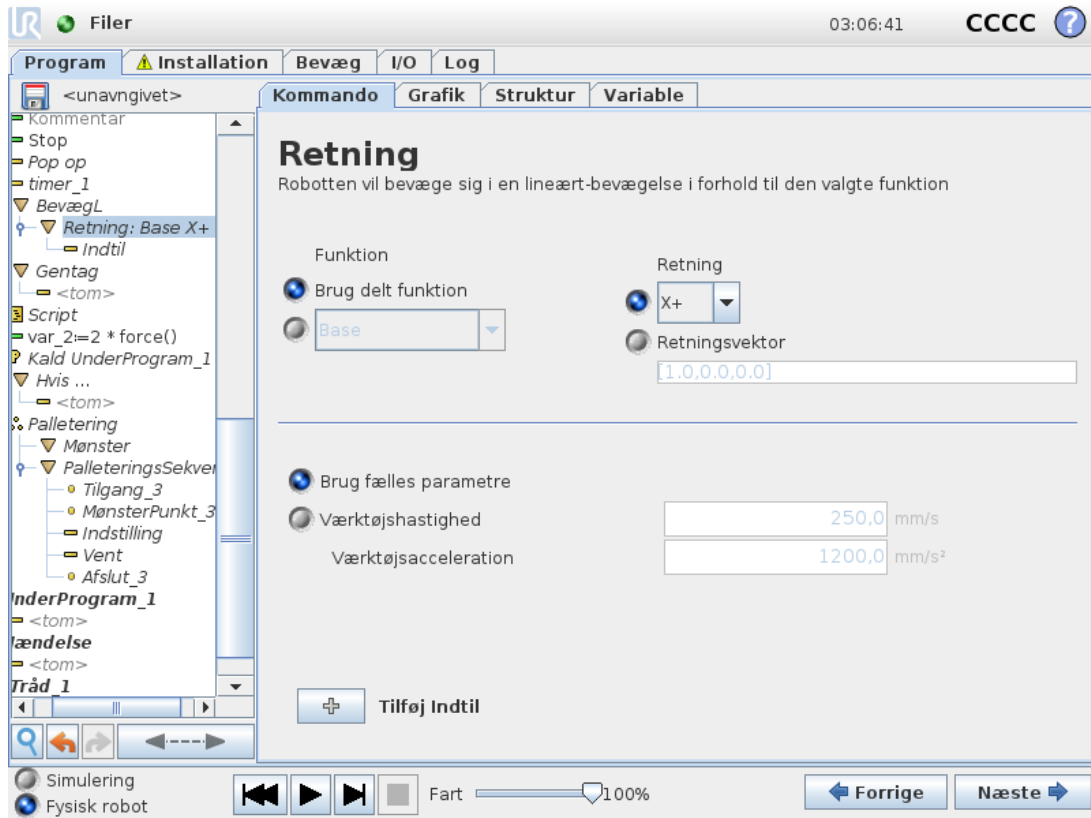 UR Filer 03:06:41 CCCC ?
Program Installation Bevæg I/O Log
<unavngivet>
Kommando Grafik Struktur Variable
Kommentar
Stop
Pop op
timer_1
BevægL
Retning: Base X+
Indtil
Gentag
<tom>
Script
var_2:=2 * force()
Kald UnderProgram_1
Hvis ...
<tom>
Palletering
Mønster
PalleteringsSekver
Tilgang_3
MønsterPunkt_3
Indstilling
Vent
Afslut_3
nderProgram_1
<tom>
ændelse
<tom>
Tråd_1
Retning
Robotten vil bevæge sig i en lineært-bevægelse i forhold til den valgte funktion
Funktion
Brug delt funktion
Base
Retning
X+
Retningsvektor
[1.0,0.0,0.0]
Brug fælles parametre
Værktøjshastighed 250,0 mm/s
Værktøjsacceleration 1200,0 mm/s²
Tilføj Indtil
Simulering
Fysisk robot
Fart 100%
Forrige Næste